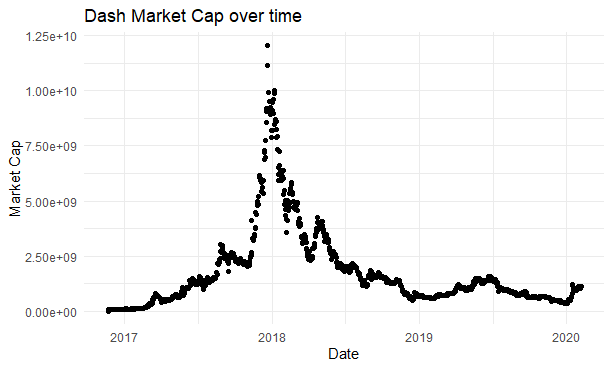 Dash Market Cap over time
1.25e+10
1.00e+10
7.50e+09
5.00e+09
2.50e+09
0.00e+00
Market Cap
2017 2018 2019 2020
Date